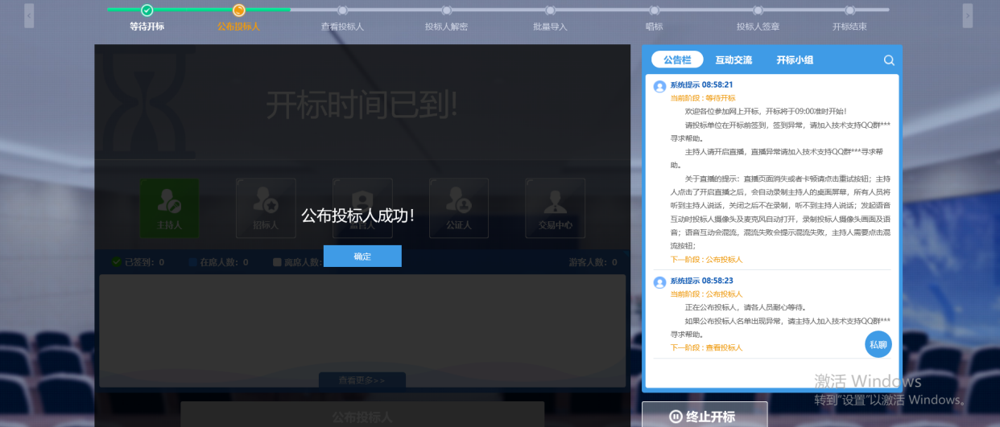 等待开标
公布投标人
查看投标人
投标人解密
批量导入
唱标
投标人签章
开标结束
开标时间已到!
主持人
招标人
监管人
公证人
交易中心
公布投标人成功!
确定
已签到: 0
在席人数: 0
离席人数:
游客人数: 0
查看更多>>
公布投标人
公告栏
互动交流
开标小组
系统提示 08:58:21
当前阶段 : 等待开标
欢迎各位参加网上开标，开标将于09:00准时开始!
请投标单位在开标前签到，签到异常，请加入技术支持QQ群***
寻求帮助。
主持人请开启直播，直播异常请加入技术支持QQ群***寻求帮
助。
关于直播的提示：直播页面消失或者卡顿请点击重试按钮；主持
人点击了开启直播之后，会自动录制主持人的桌面屏幕，所有人员将
听到主持人说话，关闭之后不在录制，听不到主持人说话；发起语音
互动时投标人摄像头及麦克风自动打开，录制投标人摄像头画面及语
音；语音互动会混流，混流失败会提示混流失败，主持人需要点击混
流按钮；
下一阶段 : 公布投标人
系统提示 08:58:23
当前阶段 : 公布投标人
正在公布投标人，请各人员耐心等待。
如果公布投标人名单出现异常，请主持人加入技术支持QQ群***
寻求帮助。
下一阶段 : 查看投标人
私聊
终止开标
激活 Windows
转到"设置"以激活 Windows。